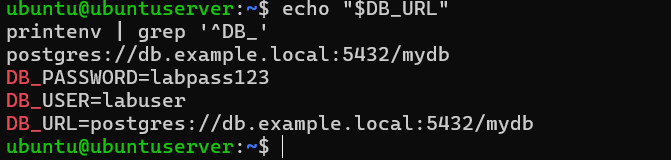 ubuntu@ubuntuserver:~$ echo "$DB_URL"
printenv | grep '^DB_'
postgres://db.example.local:5432/mydb
DB_PASSWORD=labpass123
DB_USER=labuser
DB_URL=postgres://db.example.local:5432/mydb
ubuntu@ubuntuserver:~$